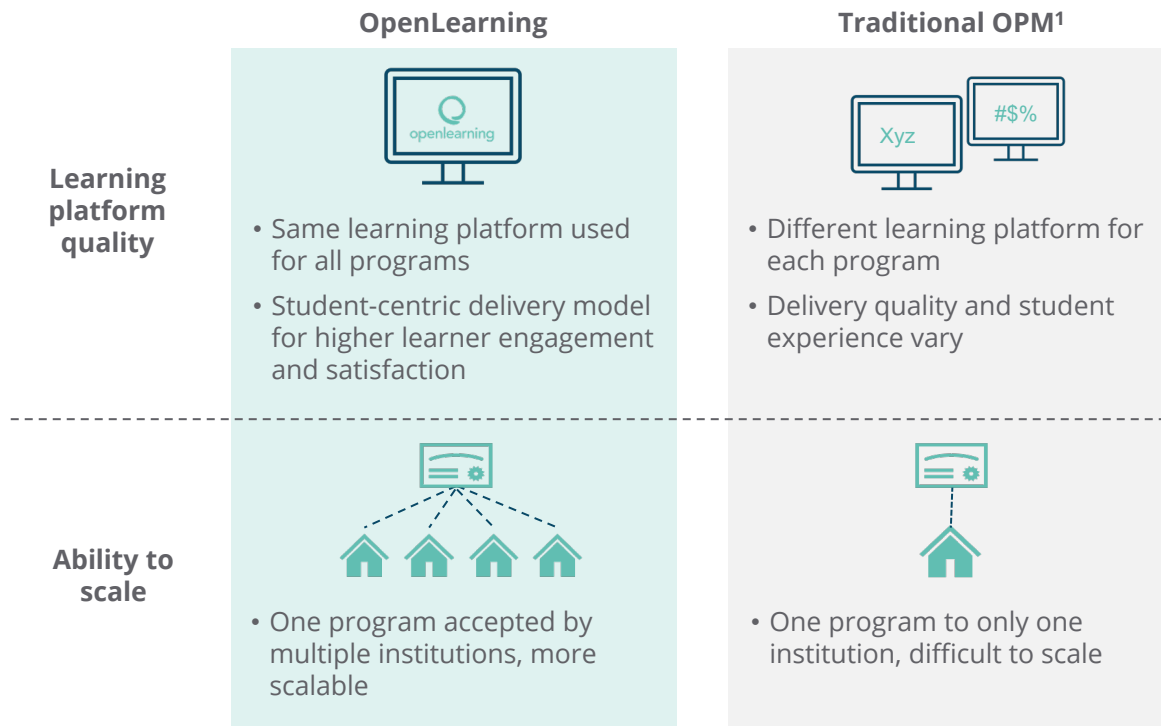 OpenLearning
Traditional OPM¹
Learning
platform
quality
openlearning
• Same learning platform used
for all programs
• Student-centric delivery model
for higher learner engagement
and satisfaction
Xyz
#$%
• Different learning platform for
each program
• Delivery quality and student
experience vary
Ability to
scale
• One program accepted by
multiple institutions, more
scalable
• One program to only one
institution, difficult to scale